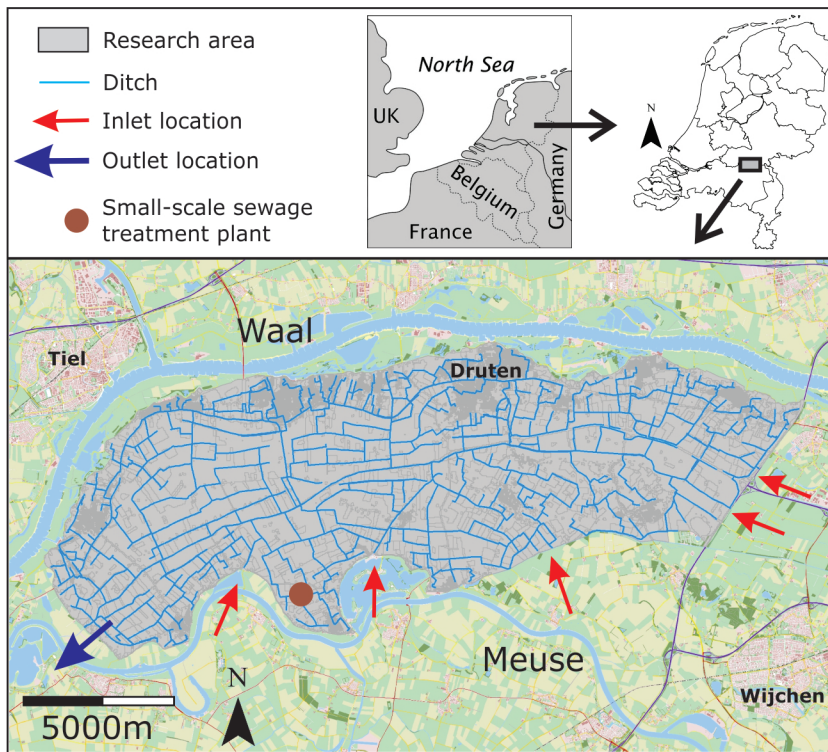 Research area
Ditch
Inlet location
Outlet location
Small-scale sewage
treatment plant
North Sea
UK
Belgium
Germany
France
N
Waal
Tiel
Druten
Meuse
Wijchen
N
5000m